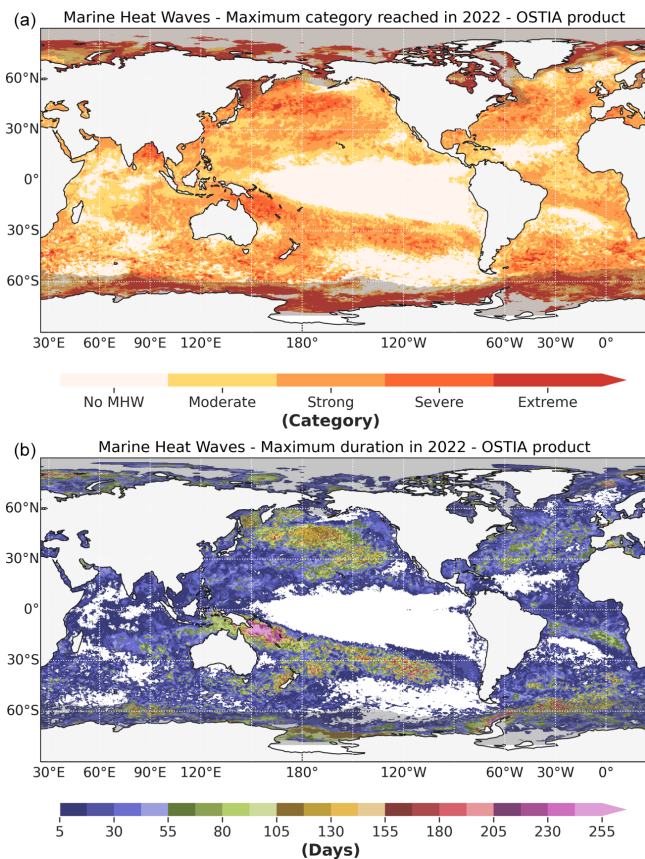 (a)
Marine Heat Waves - Maximum category reached in 2022 - OSTIA product
60°N
30°N
0°
30°S
60°S
30°E 60°E 90°E 120°E 180° 120°W 60°W 30°W 0°
No MHW Moderate Strong Severe Extreme
(Category)
(b)
Marine Heat Waves - Maximum duration in 2022 - OSTIA product
60°N
30°N
0°
30°S
60°S
30°E 60°E 90°E 120°E 180° 120°W 60°W 30°W 0°
5 30 55 80 105 130 155 180 205 230 255
(Days)